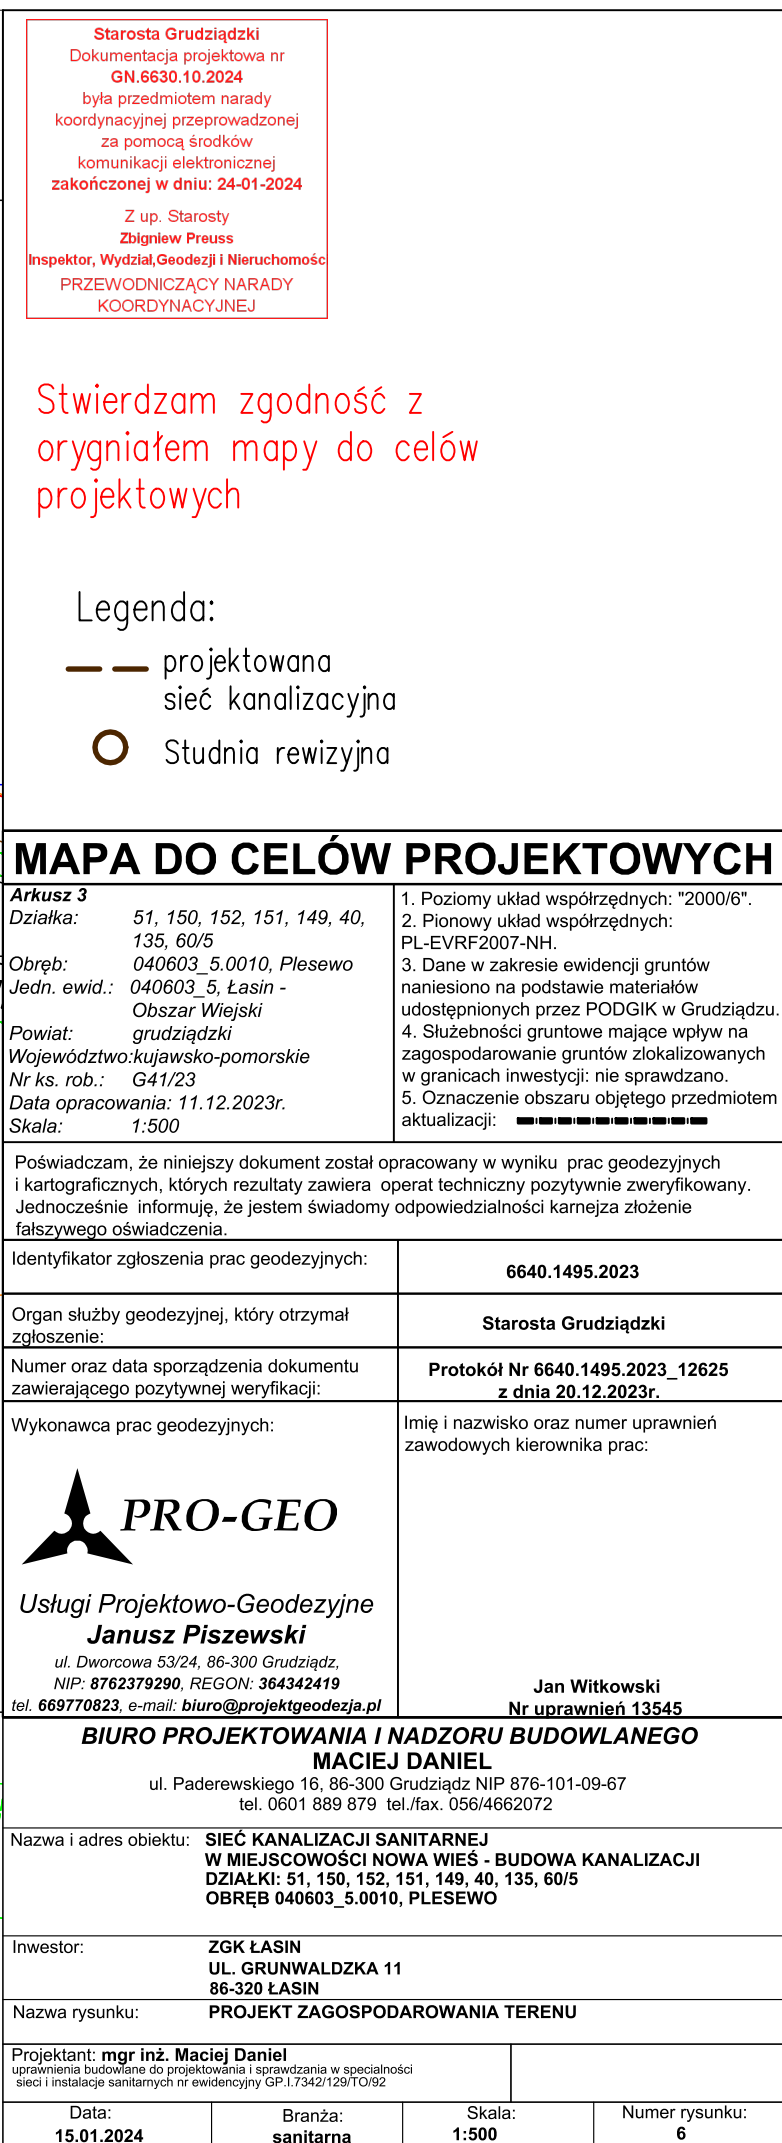 Starosta Grudziądzki
Dokumentacja projektowa nr
GN.6630.10.2024
była przedmiotem narady
koordynacyjnej przeprowadzonej
za pomocą środków
komunikacji elektronicznej
zakończonej w dniu: 24-01-2024
Z up. Starosty
Zbigniew Preuss
Inspektor, Wydział,Geodezji i Nieruchomośc
PRZEWODNICZĄCY NARADY
KOORDYNACYJNEJ
Stwierdzam zgodność z
orygniałem mapy do celów
projektowych
Legenda:
projektowana
sieć kanalizacyjna
Studnia rewizyjna
MAPA DO CELÓW PROJEKTOWYCH
Arkusz 3
Działka: 51, 150, 152, 151, 149, 40,
135, 60/5
Obręb: 040603_5.0010, Plesewo
Jedn. ewid.: 040603_5, Łasin -
Obszar Wiejski
Powiat: grudziądzki
Województwo:kujawsko-pomorskie
Nr ks. rob.: G41/23
Data opracowania: 11.12.2023r.
Skala: 1:500
1. Poziomy układ współrzędnych: "2000/6".
2. Pionowy układ współrzędnych:
PL-EVRF2007-NH.
3. Dane w zakresie ewidencji gruntów
naniesiono na podstawie materiałów
udostępnionych przez PODGIK w Grudziądzu.
4. Służebności gruntowe mające wpływ na
zagospodarowanie gruntów zlokalizowanych
w granicach inwestycji: nie sprawdzano.
5. Oznaczenie obszaru objętego przedmiotem
aktualizacji:
Poświadczam, że niniejszy dokument został opracowany w wyniku prac geodezyjnych
i kartograficznych, których rezultaty zawiera operat techniczny pozytywnie zweryfikowany.
Jednocześnie informuję, że jestem świadomy odpowiedzialności karnejza złożenie
fałszywego oświadczenia.
Identyfikator zgłoszenia prac geodezyjnych:
6640.1495.2023
Organ służby geodezyjnej, który otrzymał
zgłoszenie:
Starosta Grudziądzki
Numer oraz data sporządzenia dokumentu
zawierającego pozytywnej weryfikacji:
Protokół Nr 6640.1495.2023_12625
z dnia 20.12.2023r.
Wykonawca prac geodezyjnych:
PRO-GEO
Usługi Projektowo-Geodezyjne
Janusz Piszewski
ul. Dworcowa 53/24, 86-300 Grudziądz,
NIP: 8762379290, REGON: 364342419
tel. 669770823, e-mail: biuro@projektgeodezja.pl
Imię i nazwisko oraz numer uprawnień
zawodowych kierownika prac:
Jan Witkowski
Nr uprawnień 13545
BIURO PROJEKTOWANIA I NADZORU BUDOWLANEGO
MACIEJ DANIEL
ul. Paderewskiego 16, 86-300 Grudziądz NIP 876-101-09-67
tel. 0601 889 879 tel./fax. 056/4662072
Nazwa i adres obiektu: SIEĆ KANALIZACJI SANITARNEJ
W MIEJSCOWOŚCI NOWA WIEŚ - BUDOWA KANALIZACJI
DZIAŁKI: 51, 150, 152, 151, 149, 40, 135, 60/5
OBRĘB 040603_5.0010, PLESEWO
Inwestor: ZGK ŁASIN
UL. GRUNWALDZKA 11
86-320 ŁASIN
Nazwa rysunku: PROJEKT ZAGOSPODAROWANIA TERENU
Projektant: mgr inż. Maciej Daniel
uprawnienia budowlane do projektowania i sprawdzania w specjalności
sieci i instalacje sanitarnych nr ewidencyjny GP.I.7342/129/TO/92
Data: Branża: Skala: Numer rysunku:
15.01.2024 sanitarna 1:500 6